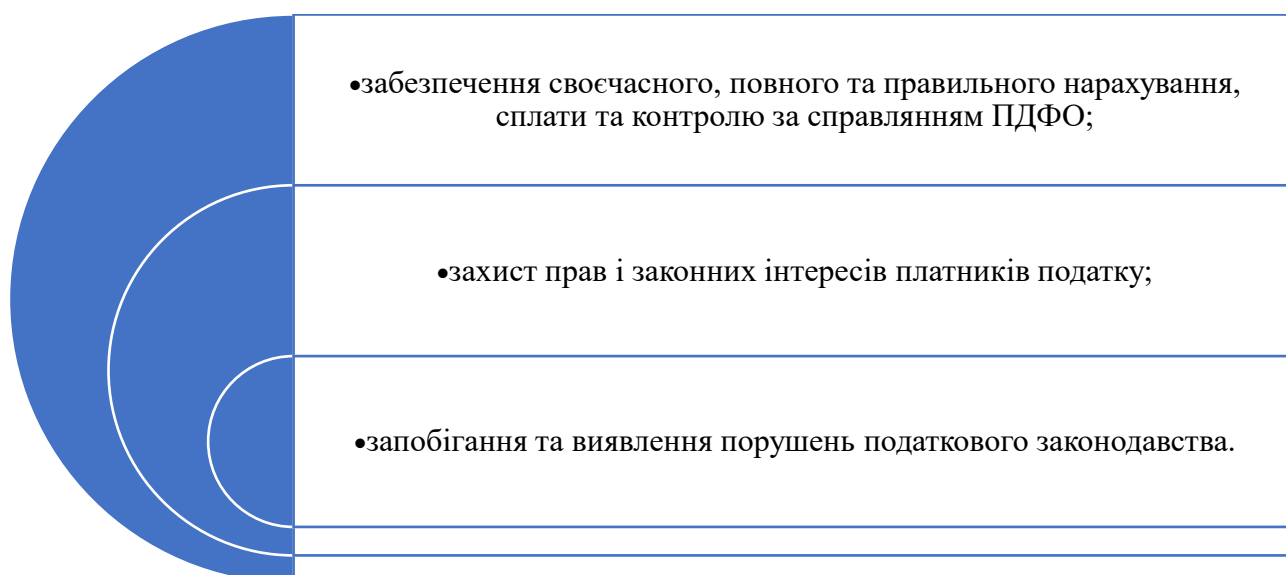 •забезпечення своєчасного, повного та правильного нарахування,
сплати та контролю за справлянням ПДФО;
•захист прав і законних інтересів платників податку;
•запобігання та виявлення порушень податкового законодавства.